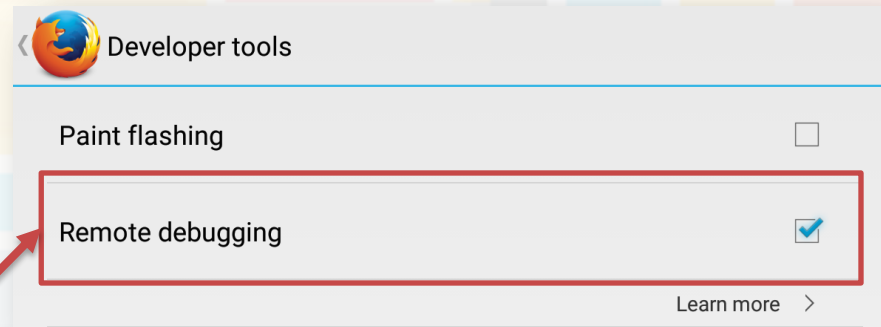 Developer tools
Paint flashing
Remote debugging
Learn more